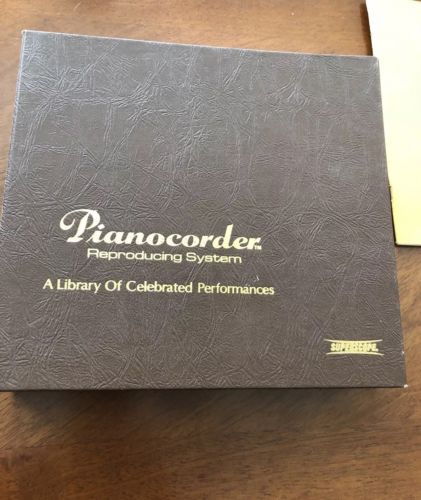 Pianocorder™
Reproducing System
A Library Of Celebrated Performances
SUPERSCOPE